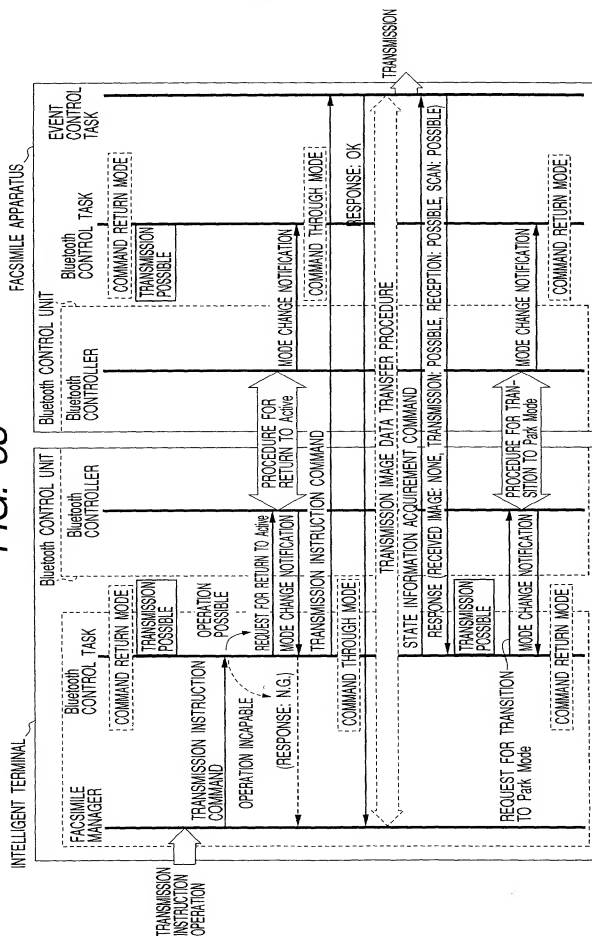 FIG.
INTELLIGENT TERMINAL
FACSIMILE APPARATUS
Bluetooth CONTROL UNIT
Bluetooth CONTROL UNIT
FACSIMILE
MANAGER
Bluetooth
CONTROL TASK
Bluetooth
CONTROLLER
Bluetooth
CONTROLLER
Bluetooth
CONTROL TASK
EVENT
CONTROL
TASK
COMMAND RETURN MODE
COMMAND RETURN MODE
TRANSMISSION
POSSIBLE
TRANSMISSION
POSSIBLE
TRANSMISSION
INSTRUCTION
OPERATION
TRANSMISSION INSTRUCTION
COMMAND
OPERATION
POSSIBLE
OPERATION INCAPABLE
REQUEST FOR RETURN TO Active
PROCEDURE FOR
RETURN TO Active
(RESPONSE: N.G.)
MODE CHANGE NOTIFICATION
MODE CHANGE NOTIFICATION
TRANSMISSION INSTRUCTION COMMAND
COMMAND THROUGH MODE
COMMAND THROUGH MODE
RESPONSE: OK
TRANSMISSION IMAGE DATA TRANSFER PROCEDURE
TRANSMISSION
STATE INFORMATION ACQUIREMENT COMMAND
RESPONSE (RECEIVED IMAGE: NONE, TRANSMISSION: POSSIBLE, RECEPTION: POSSIBLE, SCAN: POSSIBLE)
TRANSMISSION
POSSIBLE
REQUEST FOR TRANSITION
TO Park Mode
PROCEDURE FOR TRAN-
SITION TO Park Mode
MODE CHANGE NOTIFICATION
MODE CHANGE NOTIFICATION
COMMAND RETURN MODE
COMMAND RETURN MODE